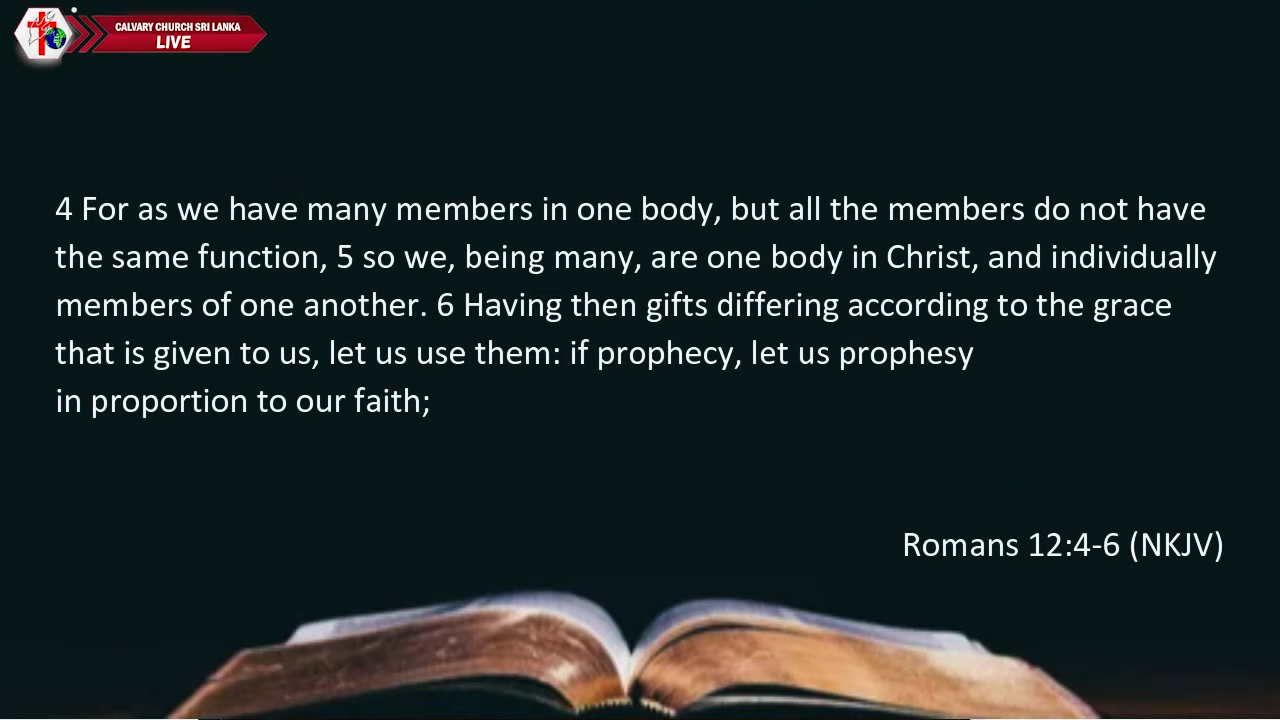 CALVARY CHURCH SRI LANKA
LIVE
4 For as we have many members in one body, but all the members do not have
the same function, 5 so we, being many, are one body in Christ, and individually
members of one another. 6 Having then gifts differing according to the grace
that is given to us, let us use them: if prophecy, let us prophesy
in proportion to our faith;
Romans 12:4-6 (NKJV)